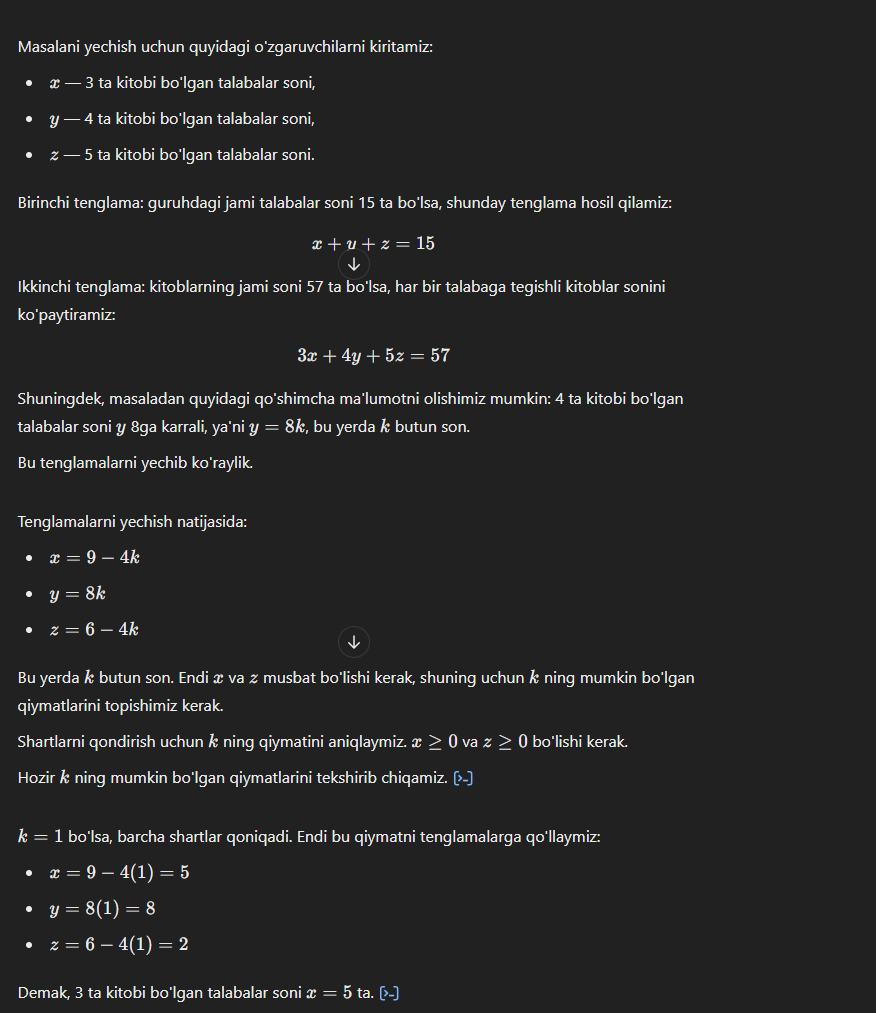 Masalani yechish uchun quyidagi o'zgaruvchilarni kiritamiz:
• x — 3 ta kitobi bo'lgan talabalar soni,
• y — 4 ta kitobi bo'lgan talabalar soni,
• z — 5 ta kitobi bo'lgan talabalar soni.
Birinchi tenglama: guruhdagi jami talabalar soni 15 ta bo'lsa, shunday tenglama hosil qilamiz:
x + y + z = 15
Ikkinchi tenglama: kitoblarning jami soni 57 ta bo'lsa, har bir talabaga tegishli kitoblar sonini
ko'paytiramiz:
3x + 4y + 5z = 57
Shuningdek, masaladan quyidagi qo'shimcha ma'lumotni olishimiz mumkin: 4 ta kitobi bo'lgan
talabalar soni y 8ga karrali, ya'ni y = 8k, bu yerda k butun son.
Bu tenglamalarni yechib ko'raylik.
Tenglamalarni yechish natijasida:
• x = 9 − 4k
• y = 8k
• z = 6 − 4k
Bu yerda k butun son. Endi x va z musbat bo'lishi kerak, shuning uchun k ning mumkin bo'lgan
qiymatlarini topishimiz kerak.
Shartlarni qondirish uchun k ning qiymatini aniqlaymiz. x ≥ 0 va z ≥ 0 bo'lishi kerak.
Hozir k ning mumkin bo'lgan qiymatlarini tekshirib chiqamiz. [>-]
k = 1 bo'lsa, barcha shartlar qoniqadi. Endi bu qiymatni tenglamalarga qo'llaymiz:
• x = 9 − 4(1) = 5
• y = 8(1) = 8
• z = 6 − 4(1) = 2
Demak, 3 ta kitobi bo'lgan talabalar soni x = 5 ta. [>-]